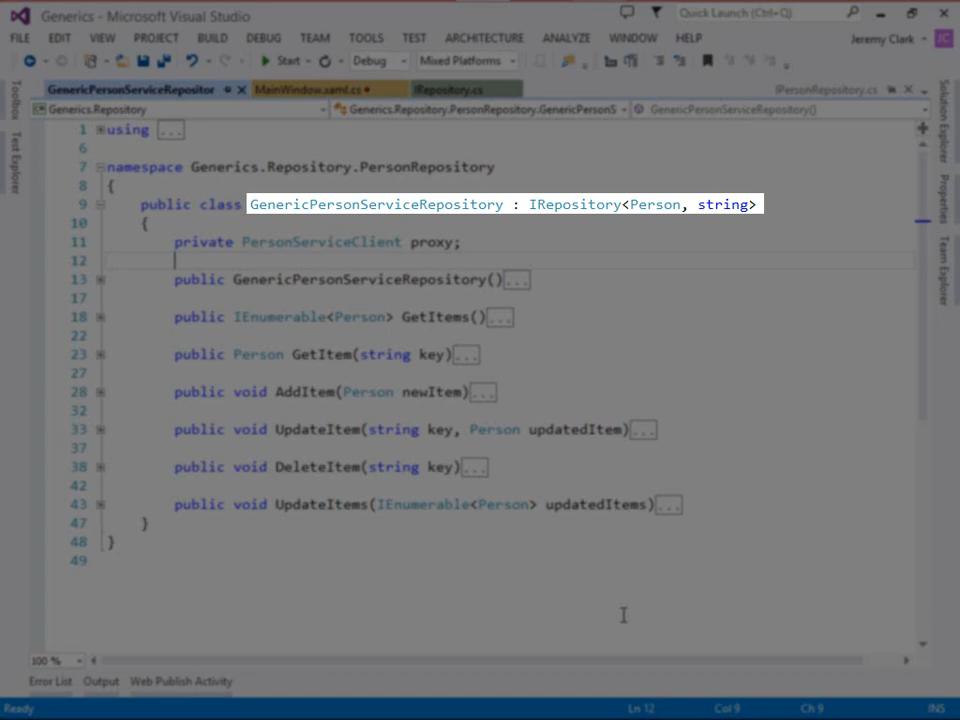 Generics - Microsoft Visual Studio
Quick Launch (Ctrl+Q)
FILE EDIT VIEW PROJECT BUILD DEBUG TEAM TOOLS TEST ARCHITECTURE ANALYZE WINDOW HELP
Jeremy Clark JC
Start Debug Mixed Platforms
GenericPersonServiceRepositor MainWindow.xaml.cs IRepository.cs IPersonRepository.cs
Generics.Repository Generics.Repository.PersonRepository.GenericPersonS GenericPersonServiceRepository()
Toolbox
Test Explorer
1 using ...
6
7 namespace Generics.Repository.PersonRepository
8 {
9 public class GenericPersonServiceRepository : IRepository<Person, string>
10 {
11 private PersonServiceClient proxy;
12
13 public GenericPersonServiceRepository()...
17
18 public IEnumerable<Person> GetItems()...
22
23 public Person GetItem(string key)...
27
28 public void AddItem(Person newItem)...
32
33 public void UpdateItem(string key, Person updatedItem)...
37
38 public void DeleteItem(string key)...
42
43 public void UpdateItems(IEnumerable<Person> updatedItems)...
47 }
48 }
49
Solution Explorer
Properties
Team Explorer
100 %
Error List Output Web Publish Activity
Ready Ln 12 Col 9 Ch 9 INS